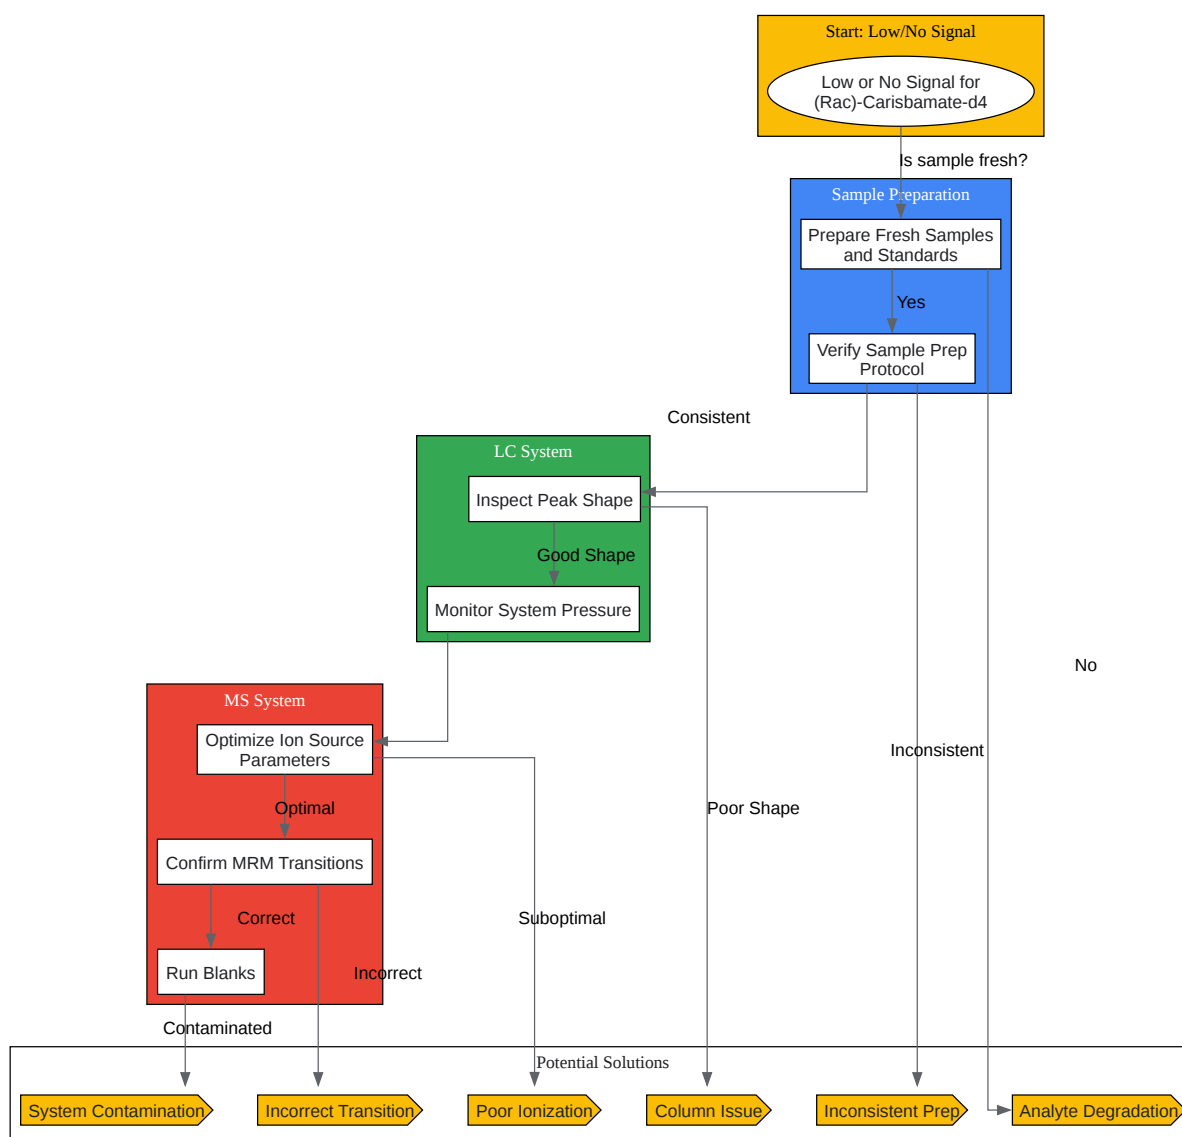 Start: Low/No Signal
Low or No Signal for
(Rac)-Carisbamate-d4
Is sample fresh?
Sample Preparation
Prepare Fresh Samples
and Standards
Yes
Verify Sample Prep
Protocol
Consistent
LC System
Inspect Peak Shape
Good Shape
Monitor System Pressure
No
MS System
Optimize Ion Source
Parameters
Inconsistent
Optimal
Poor Shape
Confirm MRM Transitions
Correct
Suboptimal
Run Blanks
Incorrect
Contaminated
Potential Solutions
System Contamination
Incorrect Transition
Poor Ionization
Column Issue
Inconsistent Prep
Analyte Degradation